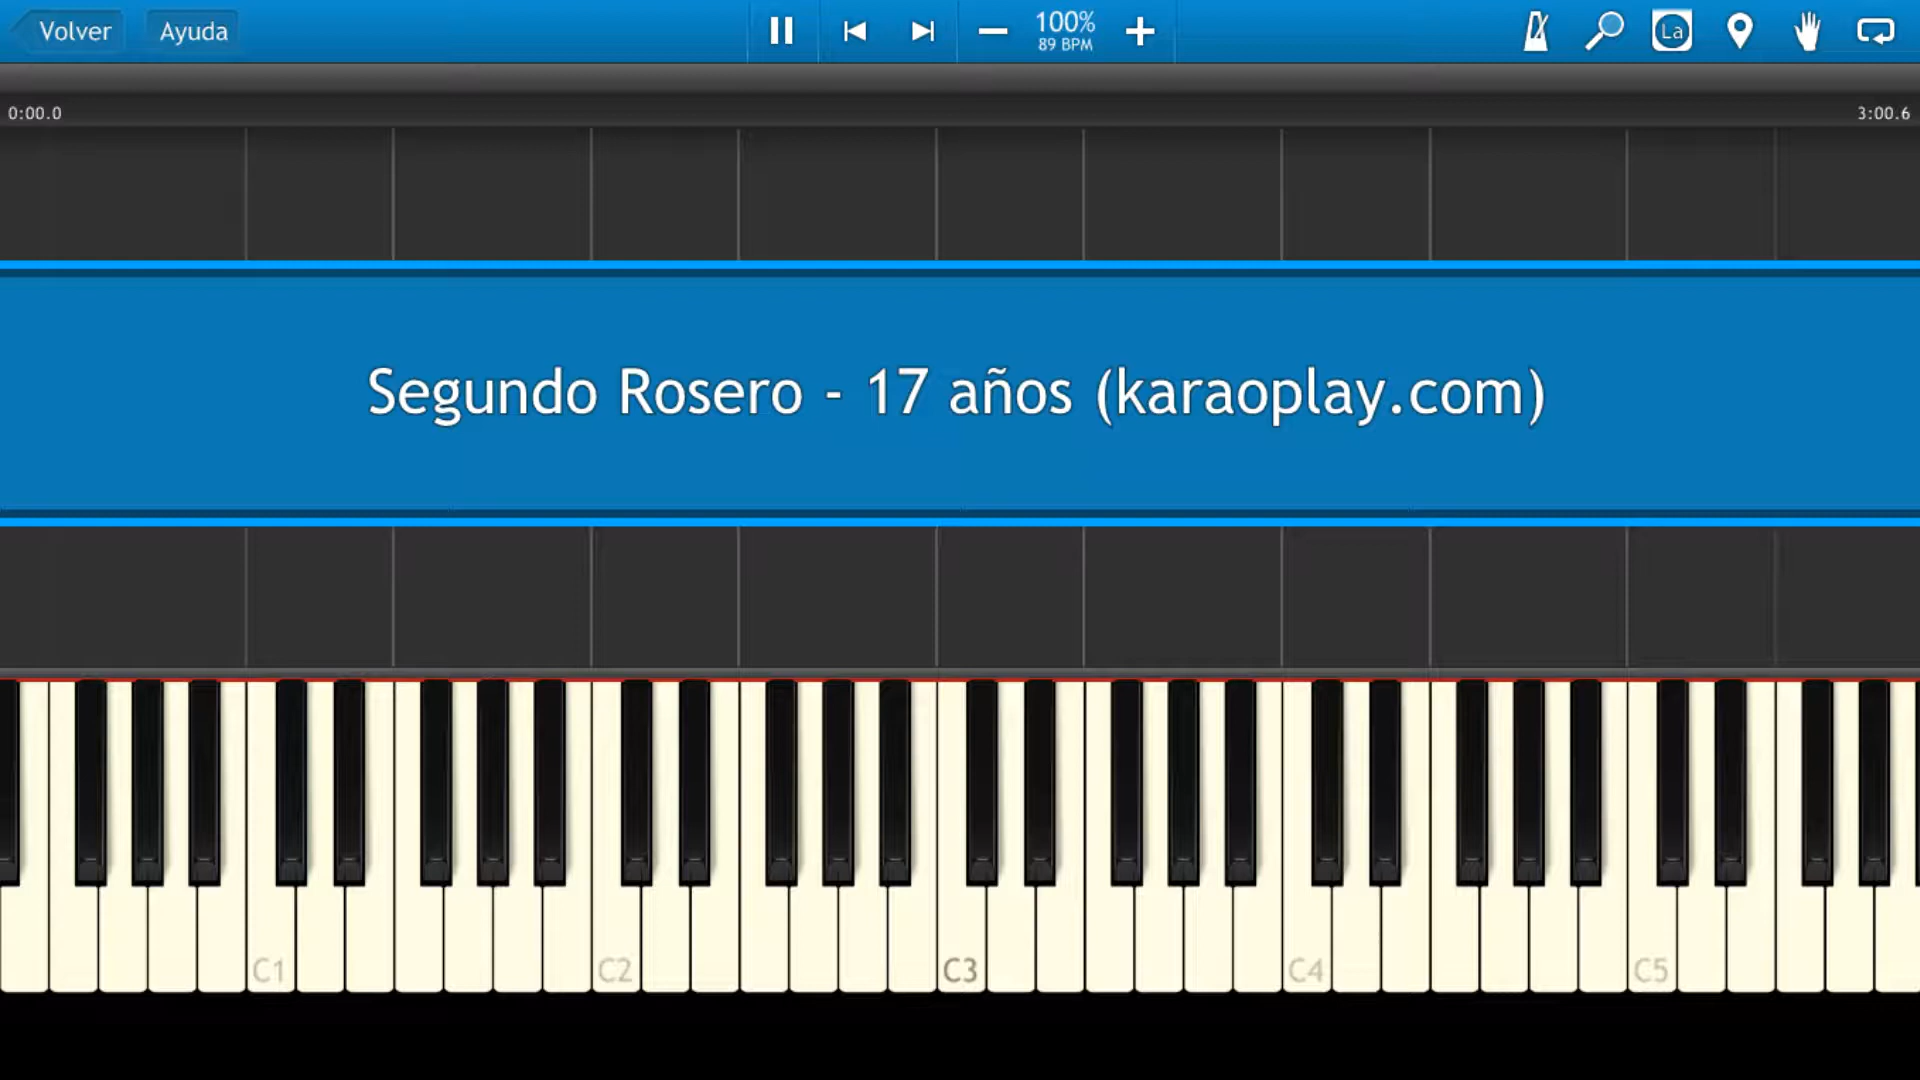 Volver
Ayuda
100%
89 BPM
La
0:00.0
3:00.6
Segundo Rosero - 17 años (karaoplay.com)
C1
C2
C3
C4
C5